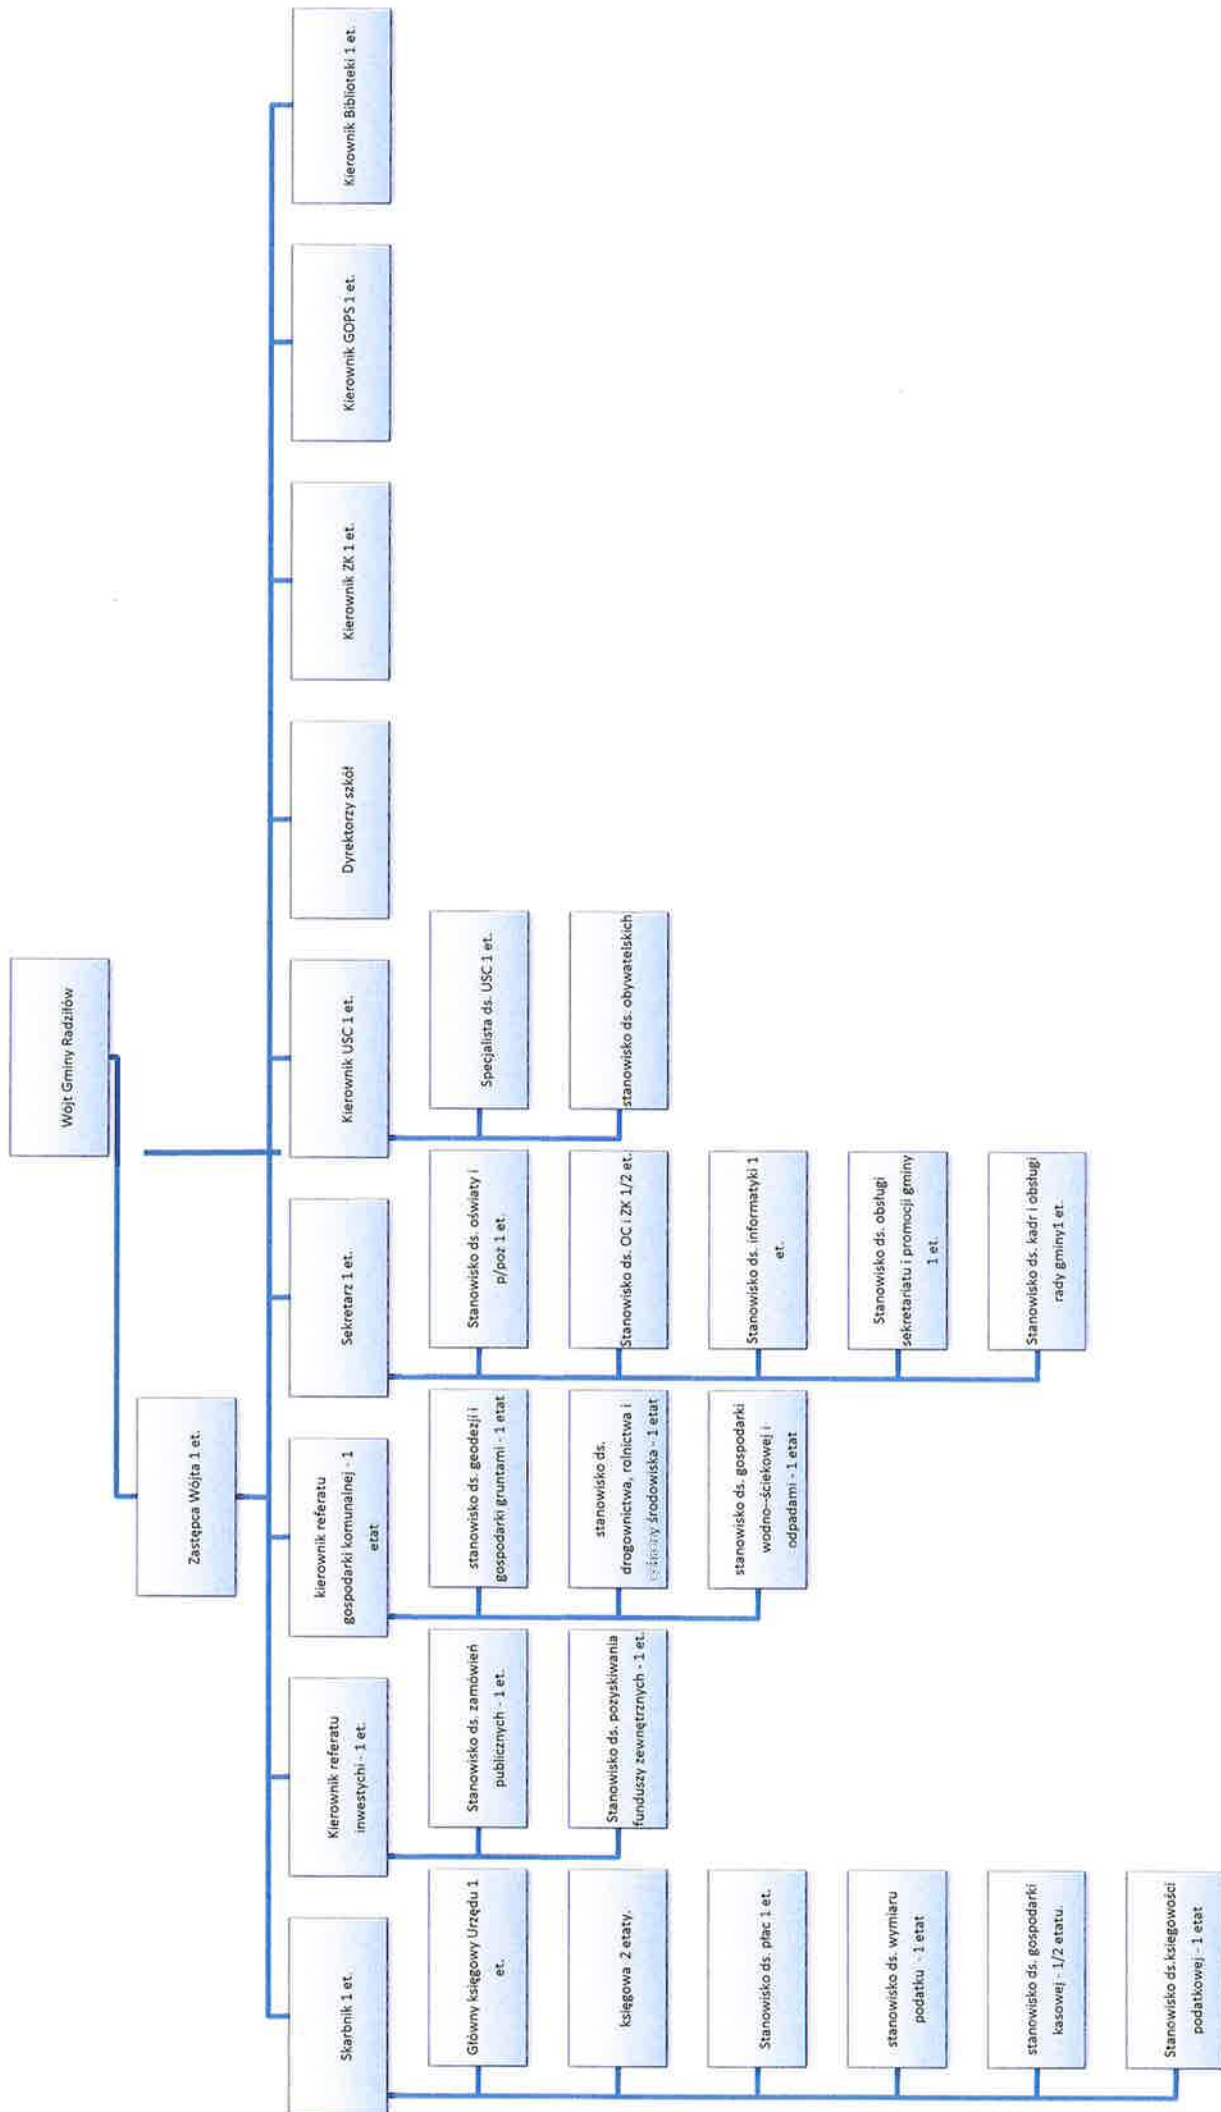 Wójt Gminy Radziłów
Zastępca Wójta 1 et.
Skarbnik 1 et.
Główny księgowy Urzędu 1
et.
księgowa 2 etaty,
Stanowisko ds. płac 1 et.
stanowisko ds. wymiaru
podatku - 1 etat
stanowisko ds. gospodarki
kasowej - 1/2 etatu.
Stanowisko ds.ksiegowości
podatkowej - 1 etat
Kierownik referatu
inwestychi - 1 et.
Stanowisko ds. zamówień
publicznych - 1 et.
Stanowisko ds. pozyskiwania
funduszy zewnętrznych - 1 et.
kierownik referatu
gospodarki komunalnej - 1
etat
stanowisko ds. geodezji i
gospodarki gruntami - 1 etat
stanowisko ds.
drogownictwa, rolnictwa i
środowiska - 1 etat
stanowisko ds. gospodarki
wodno--ściekowej i
odpadami - 1 etat
Sekretarz 1 et.
Stanowisko ds. oświaty i
p/poż 1 et.
Stanowisko ds. OC i ZK 1/2 et.
Stanowisko ds. informatyki 1
et.
Stanowisko ds. obsługi
sekretariatu i promocji gminy
1 et.
Stanowisko ds. kadr i obsługi
rady gminy1 et.
Kierownik USC 1 et.
Specjalista ds. USC 1 et.
stanowisko ds. obywatelskich
Dyrektorzy szkół
Kierownik ZK 1 et.
Kierownik GOPS 1 et.
Kierownik Biblioteki 1 et.